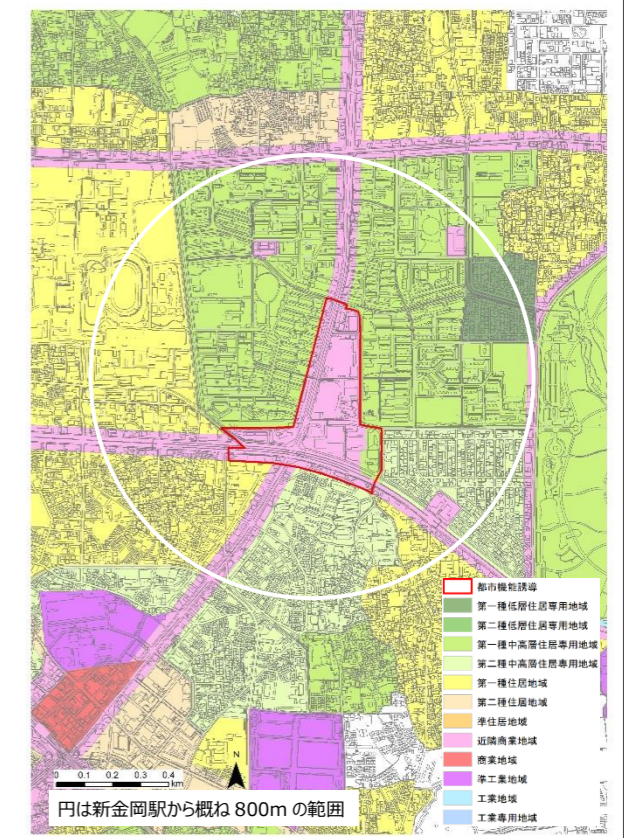 都市機能誘導
第一種低層住居専用地域
第二種低層住居専用地域
第一種中高層住居専用地域
第二種中高層住居専用地域
第一種住居地域
第二種住居地域
準住居地域
近隣商業地域
商業地域
準工業地域
工業地域
工業専用地域
N
0 0.1 0.2 0.3 0.4
km
円は新金岡駅から概ね 800m の範囲